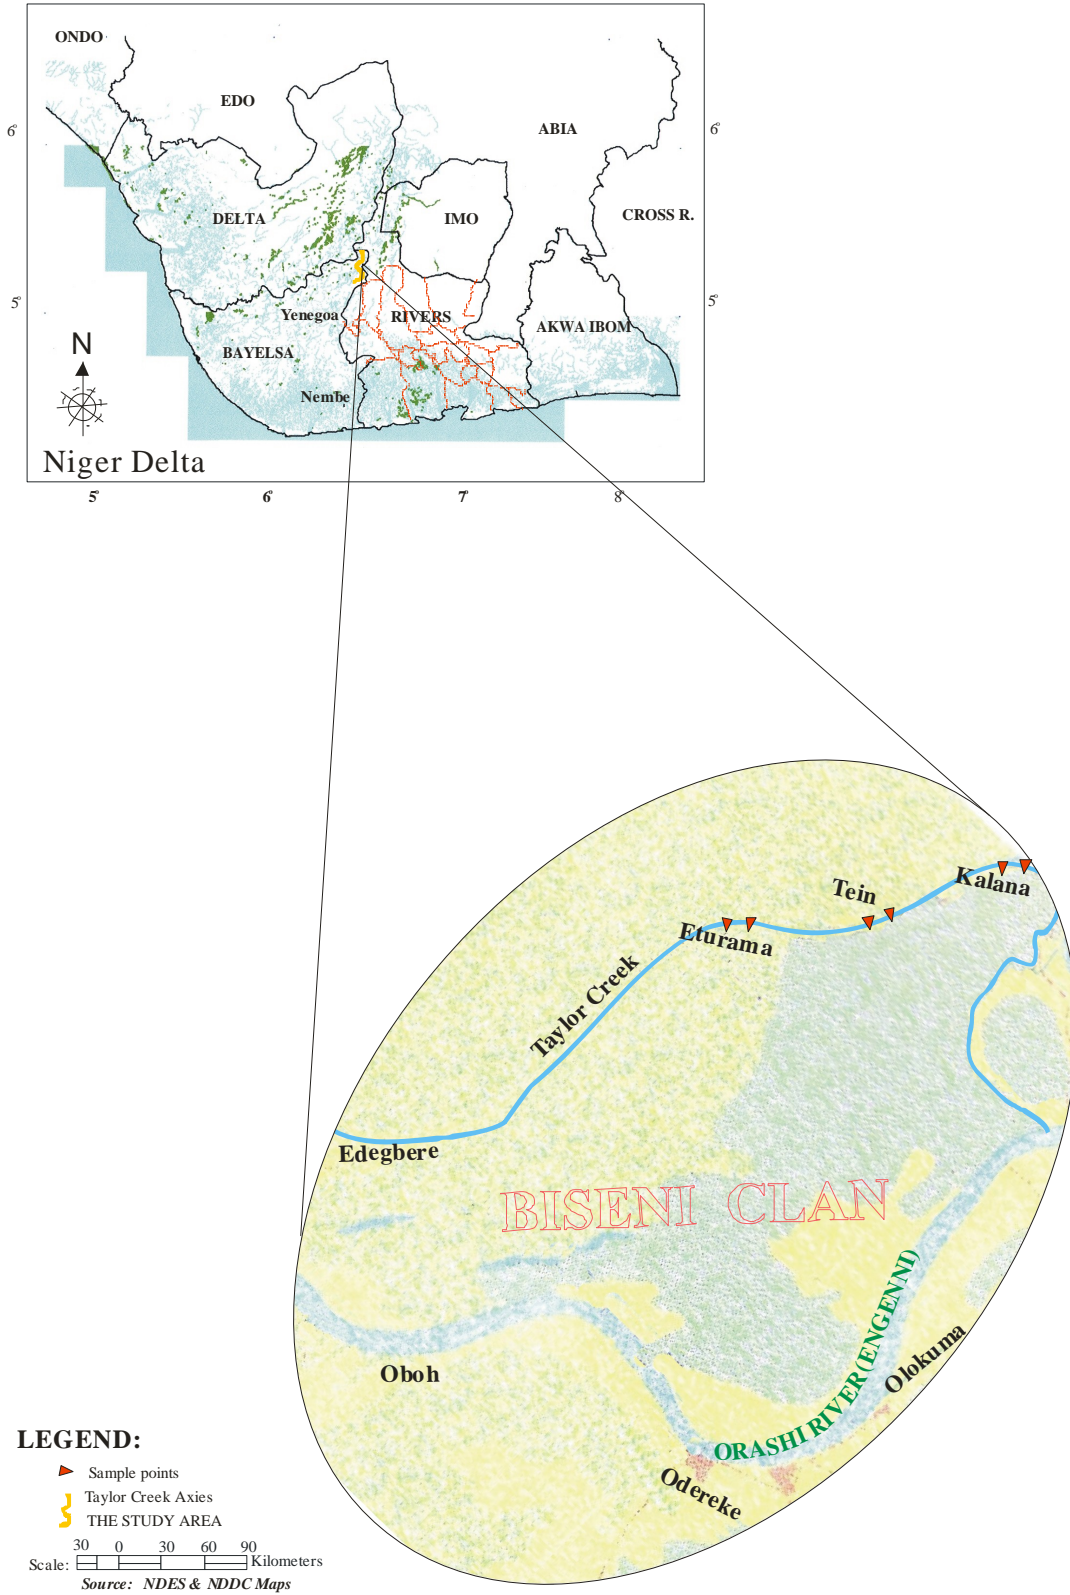 ONDO
EDO
6°
ABIA
6°
DELTA
IMO
CROSS R.
5°
5°
Yenegoa
RIVERS
AKWA IBOM
N
BAYELSA
Nembe
Niger Delta
5°
6°
7°
8°
Tein
Kalana
Eturama
Taylor Creek
Edegbere
BISENI CLAN
ORASHI RIVER (ENGENNI)
Olokuma
Oboh
Odereke
LEGEND:
Sample points
Taylor Creek Axies
THE STUDY AREA
30 0 30 60 90
Scale: Kilometers
Source: NDES & NDDC Maps